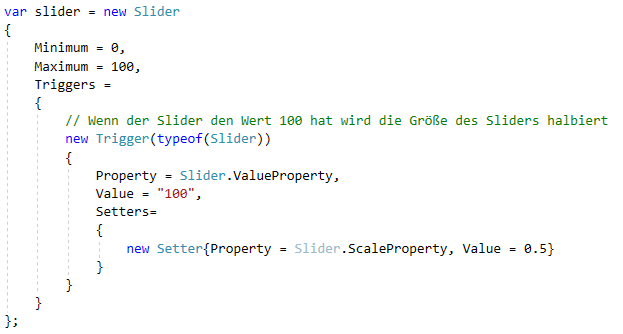 var slider = new Slider
{
    Minimum = 0,
    Maximum = 100,
    Triggers =
    {
        // Wenn der Slider den Wert 100 hat wird die Größe des Sliders halbiert
        new Trigger(typeof(Slider))
        {
            Property = Slider.ValueProperty,
            Value = "100",
            Setters=
            {
                new Setter{Property = Slider.ScaleProperty, Value = 0.5}
            }
        }
    }
};